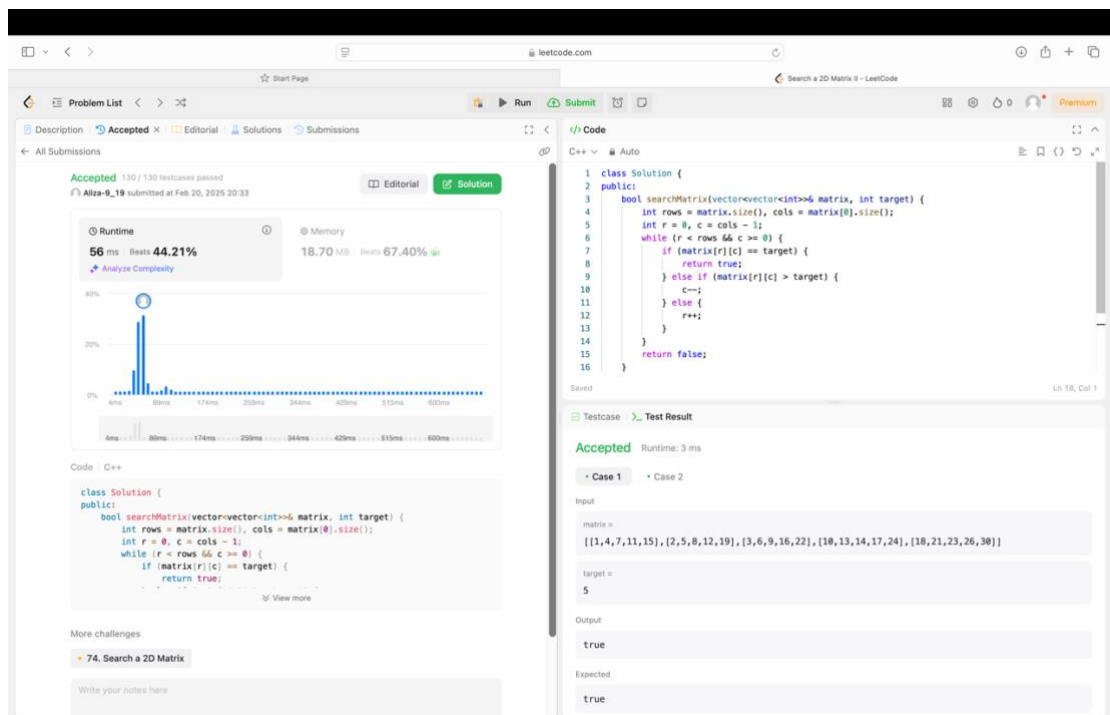 leetcode.com
Start Page
Search a 2D Matrix II - LeetCode
Problem List
Run
Submit
0
Premium
Description
Accepted
Editorial
Solutions
Submissions
All Submissions
Accepted 130 / 130 testcases passed
Aliza-9_19 submitted at Feb 20, 2025 20:33
Editorial
Solution
Runtime
56 ms Beats 44.21%
Analyze Complexity
Memory
18.70 MB Beats 67.40%
40%
20%
0%
4ms 89ms 174ms 259ms 344ms 429ms 515ms 600ms
4ms 89ms 174ms 259ms 344ms 429ms 515ms 600ms
Code C++
class Solution {
public:
bool searchMatrix(vector<vector<int>>& matrix, int target) {
int rows = matrix.size(), cols = matrix[0].size();
int r = 0, c = cols - 1;
while (r < rows && c >= 0) {
if (matrix[r][c] == target) {
return true;
View more
More challenges
74. Search a 2D Matrix
Write your notes here
</> Code
C++ Auto
1 class Solution {
2 public:
3 bool searchMatrix(vector<vector<int>>& matrix, int target) {
4 int rows = matrix.size(), cols = matrix[0].size();
5 int r = 0, c = cols - 1;
6 while (r < rows && c >= 0) {
7 if (matrix[r][c] == target) {
8 return true;
9 } else if (matrix[r][c] > target) {
10 c--;
11 } else {
12 r++;
13 }
14 }
15 return false;
16 }
Saved
Ln 18, Col 1
Testcase
>_ Test Result
Accepted Runtime: 3 ms
• Case 1
• Case 2
Input
matrix =
[[1,4,7,11,15],[2,5,8,12,19],[3,6,9,16,22],[10,13,14,17,24],[18,21,23,26,30]]
target =
5
Output
true
Expected
true